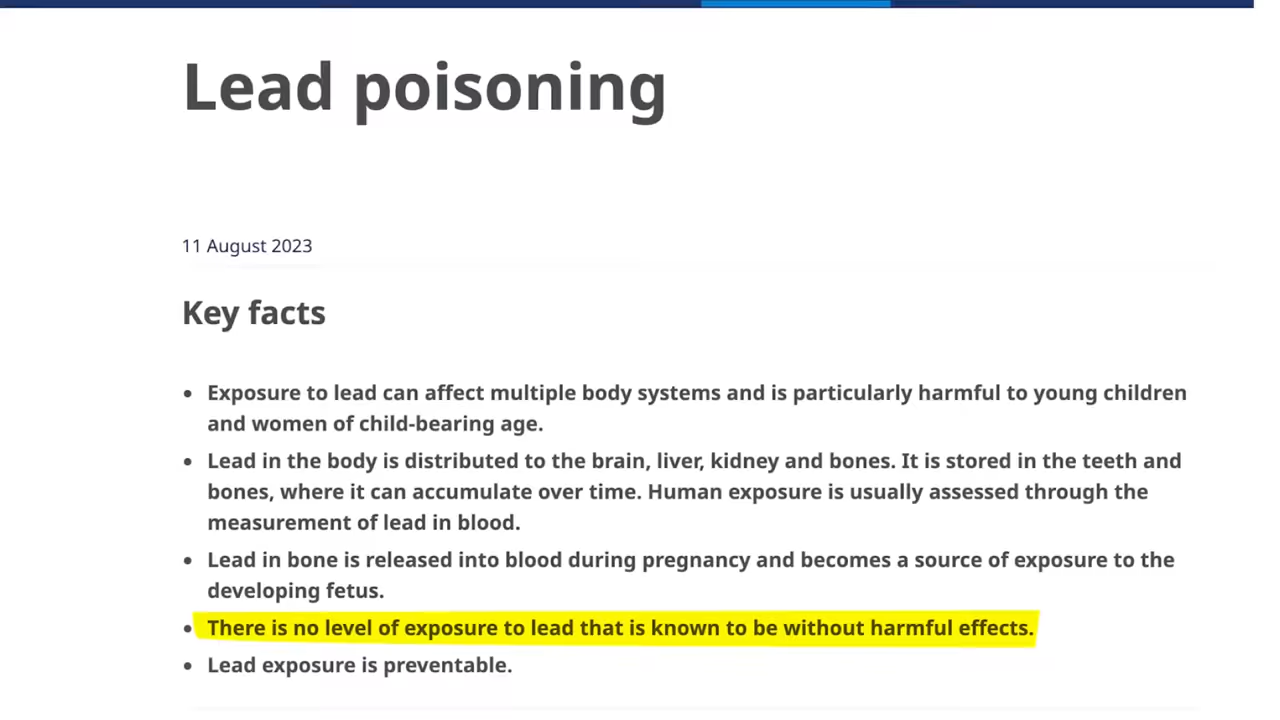 Lead poisoning
11 August 2023
Key facts
• Exposure to lead can affect multiple body systems and is particularly harmful to young children
and women of child-bearing age.
• Lead in the body is distributed to the brain, liver, kidney and bones. It is stored in the teeth and
bones, where it can accumulate over time. Human exposure is usually assessed through the
measurement of lead in blood.
• Lead in bone is released into blood during pregnancy and becomes a source of exposure to the
developing fetus.
• There is no level of exposure to lead that is known to be without harmful effects.
• Lead exposure is preventable.